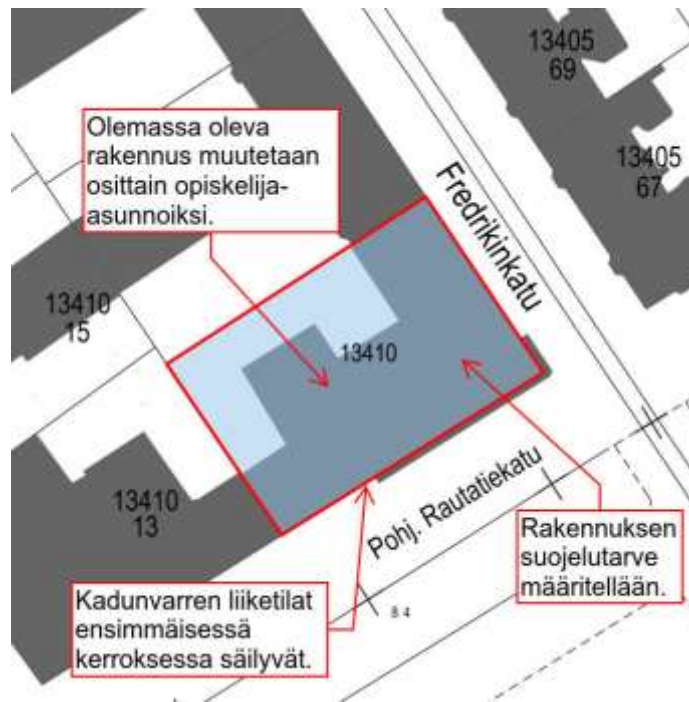 13405
69
13405
67
Olemassa oleva
rakennus muutetaan
osittain opiskelija-
asunnoiksi.
Fredrikinkatu
13410
15
13410
13410
13
Pohj. Rautatiekatu
Rakennuksen
suojelutarve
määritellään.
Kadunvarren liiketilat
ensimmäisessä
kerroksessa säilyvät.
8 4